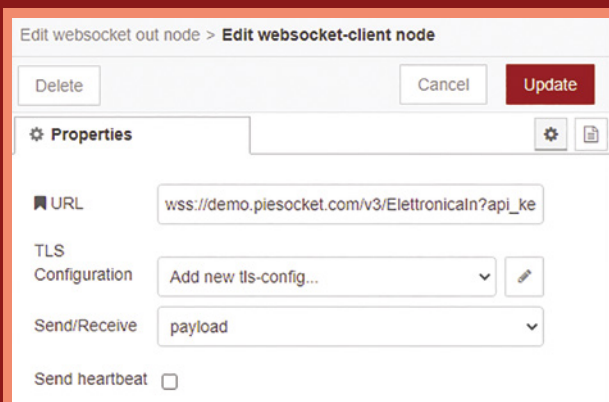 Edit websocket out node > Edit websocket-client node
Delete
Cancel
Update
Properties
URL
wss://demo.piesocket.com/v3/ElettronicaIn?api_ke
TLS
Configuration
Add new tls-config...
Send/Receive
payload
Send heartbeat